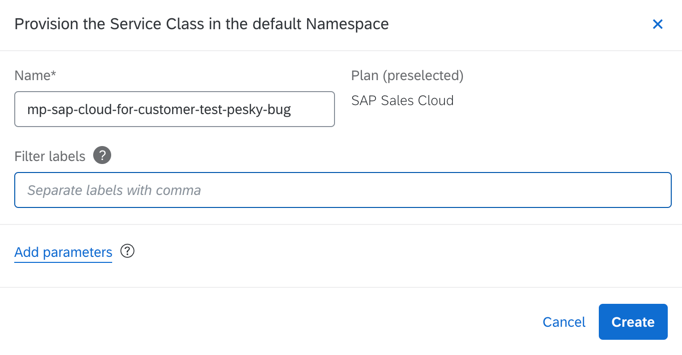 Provision the Service Class in the default Namespace
Name*
Plan (preselected)
mp-sap-cloud-for-customer-test-pesky-bug
SAP Sales Cloud
Filter labels ?
Separate labels with comma
Add parameters ?
Cancel
Create